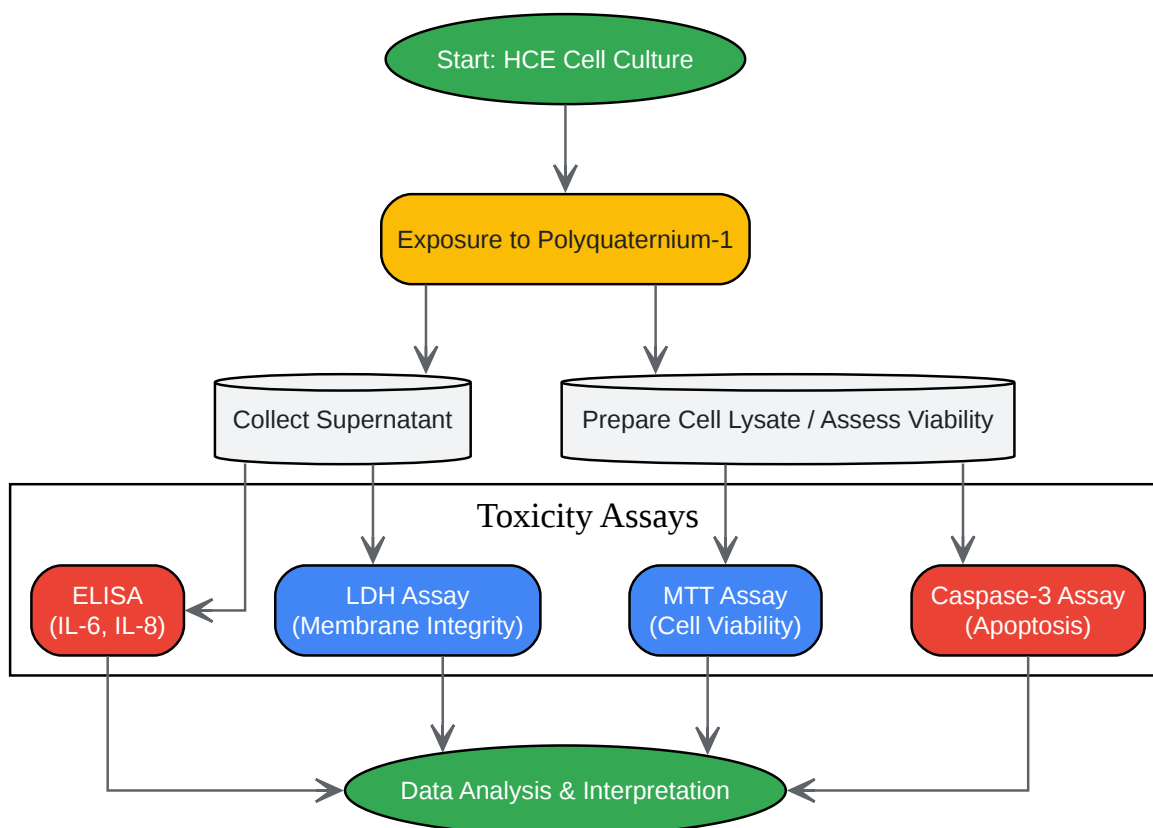 Start: HCE Cell Culture
Exposure to Polyquaternium-1
Collect Supernatant
Prepare Cell Lysate / Assess Viability
Toxicity Assays
ELISA
(IL-6, IL-8)
LDH Assay
(Membrane Integrity)
MTT Assay
(Cell Viability)
Caspase-3 Assay
(Apoptosis)
Data Analysis & Interpretation